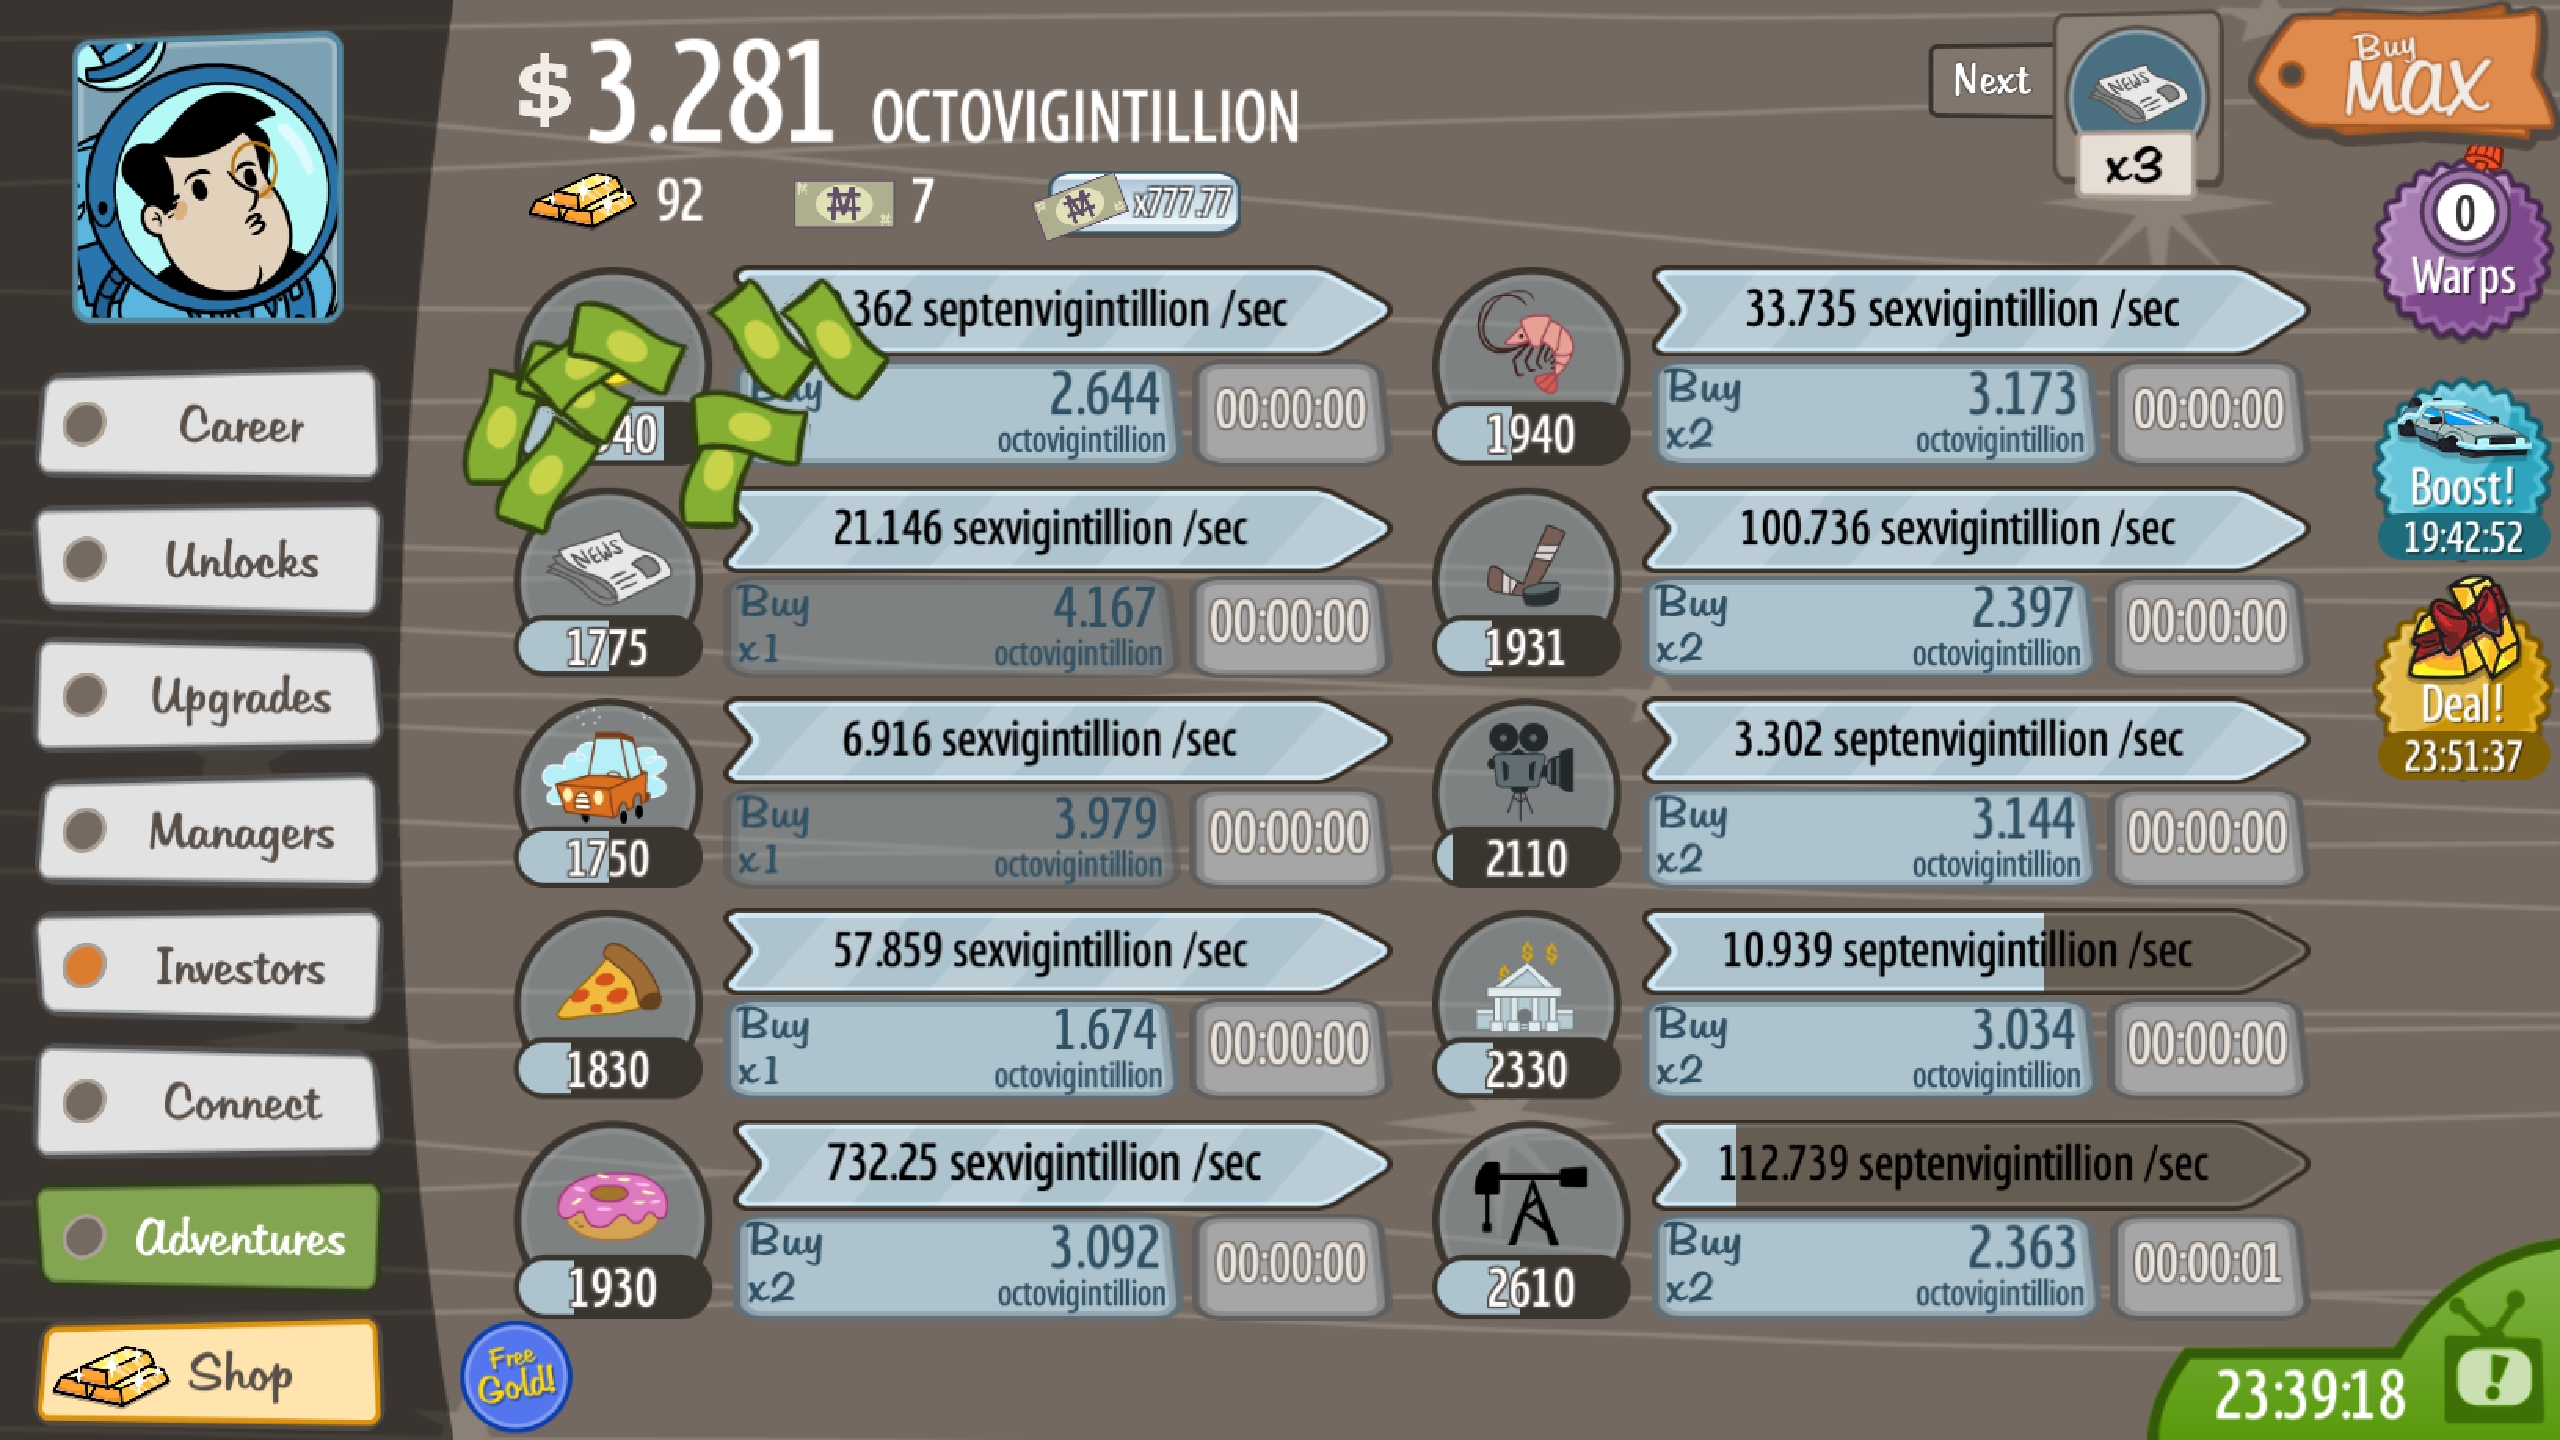 $3.281 OCTOVIGINTILLION
92
7
x777.77
Next
NEWS
x3
Buy
MAX
0
Warps
Boost!
19:42:52
Deal!
23:51:37
Career
Unlocks
Upgrades
Managers
Investors
Connect
Adventures
Shop
362 septenvigintillion /sec
40
Buy
2.644
octovigintillion
00:00:00
33.735 sexvigintillion /sec
1940
Buy
x2
3.173
octovigintillion
00:00:00
NEWS
21.146 sexvigintillion /sec
1775
Buy
x1
4.167
octovigintillion
00:00:00
100.736 sexvigintillion /sec
1931
Buy
x2
2.397
octovigintillion
00:00:00
6.916 sexvigintillion /sec
1750
Buy
x1
3.979
octovigintillion
00:00:00
3.302 septenvigintillion /sec
2110
Buy
x2
3.144
octovigintillion
00:00:00
57.859 sexvigintillion /sec
1830
Buy
x1
1.674
octovigintillion
00:00:00
10.939 septenvigintillion /sec
2330
Buy
x2
3.034
octovigintillion
00:00:00
732.25 sexvigintillion /sec
1930
Buy
x2
3.092
octovigintillion
00:00:00
112.739 septenvigintillion /sec
2610
Buy
x2
2.363
octovigintillion
00:00:01
Free
Gold!
23:39:18